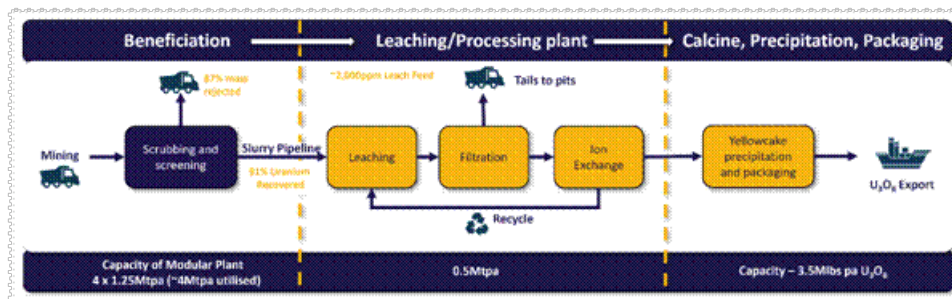 Beneficiation
Leaching/Processing plant
Calcine, Precipitation, Packaging
87% mass
rejected
~2,600ppm Leach Feed
Tails to pits
Mining
Scrubbing and
screening
Slurry Pipeline
91% Uranium
Recovered
Leaching
Filtration
Ion
Exchange
Yellowcake
precipitation
and packaging
U₃O₈ Export
Recycle
Capacity of Modular Plant
4 x 1.25Mtpa (~4Mtpa utilised)
0.5Mtpa
Capacity – 3.5Mlbs pa U₃O₈